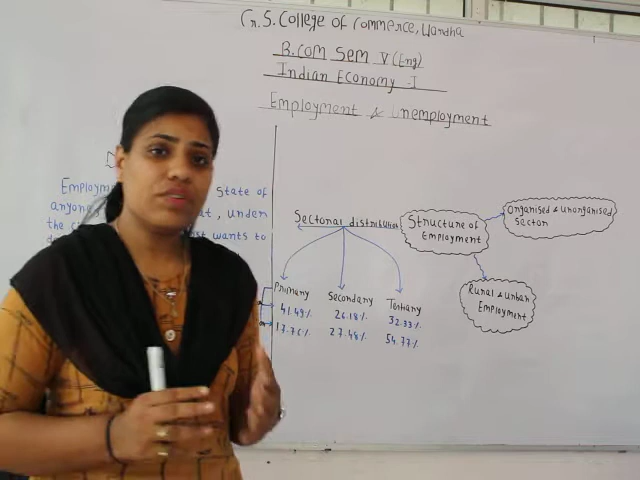 G.S. College of Commerce, Wardha
B.COM Sem V (Eng)
Indian Economy - I
Employment & Unemployment
State of
anyone
under
the
wants to
Sectoral distribution
Structure of
Employment
Organised & unorganised
Sector
Rural & urban
Employment
Primary Secondary Tertiary
41.49% 26.18% 32.33%
17.76% 27.48% 54.77%